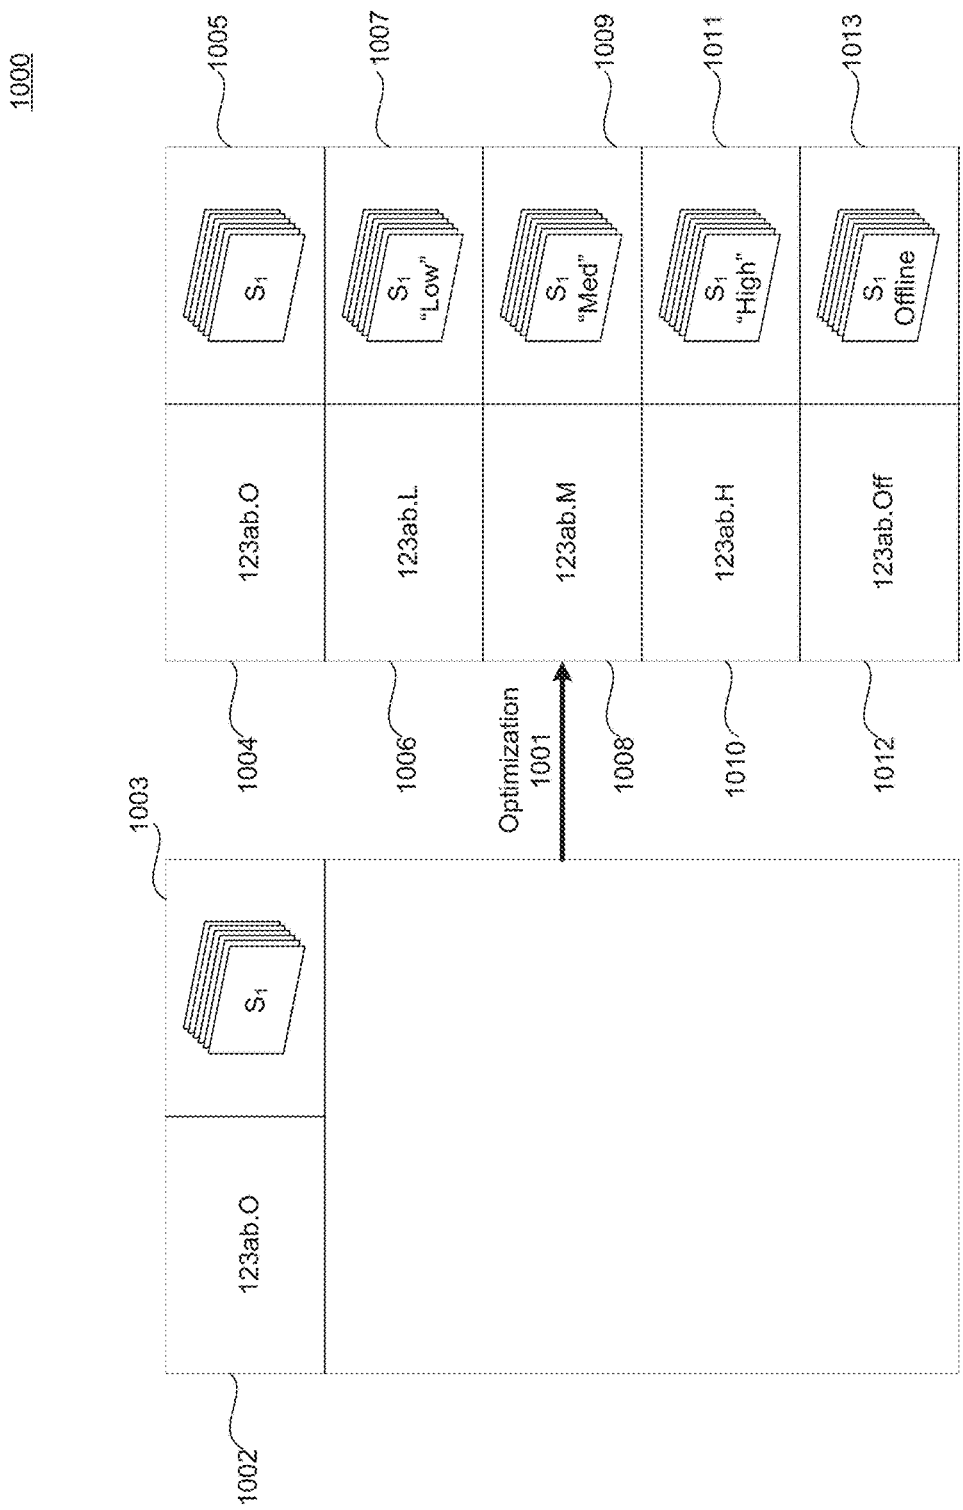 1000
1002
123ab.O
S₁
1003
Optimization
1001
1004
123ab.O
S₁
1005
1006
123ab.L
S₁
“Low”
1007
1008
123ab.M
S₁
“Med”
1009
1010
123ab.H
S₁
“High”
1011
1012
123ab.Off
S₁
Offline
1013